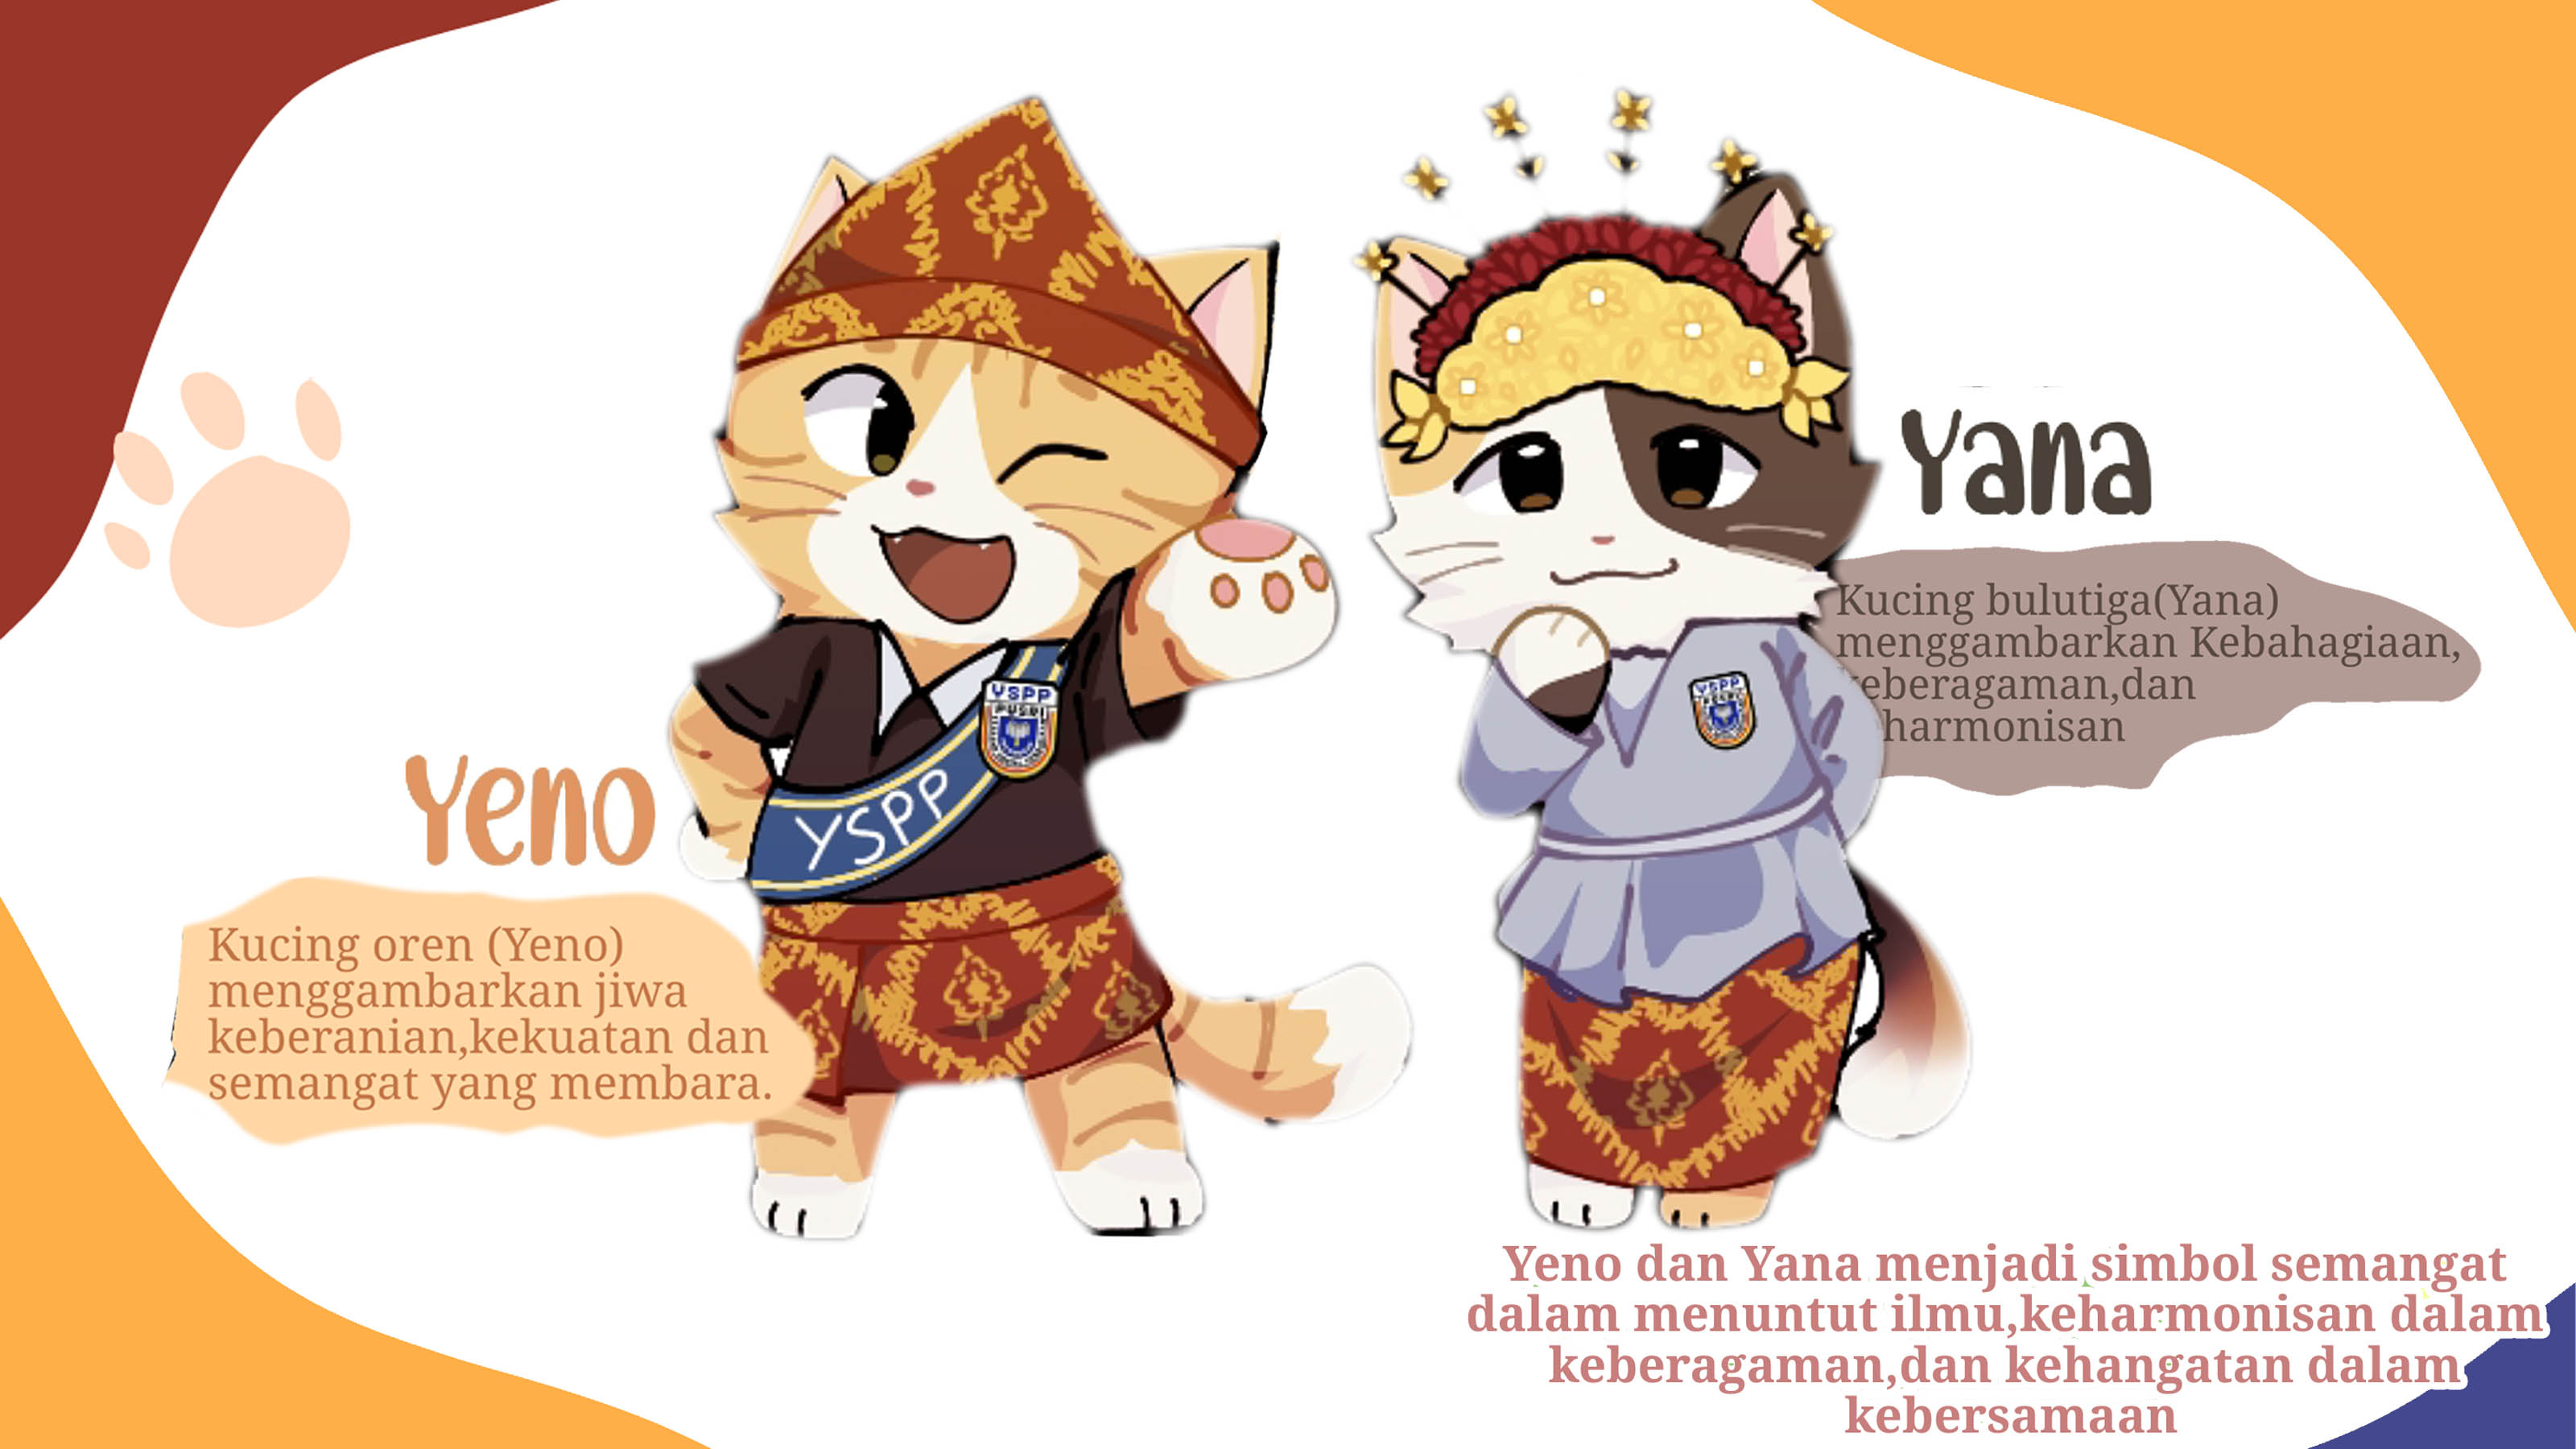 Yana
Kucing bulutiga(Yana)
menggambarkan Kebahagiaan,
keberagaman,dan
harmonisan
YSPP
PUSRI
YSPP
YSPP
Yeno
Kucing oren (Yeno)
menggambarkan jiwa
keberanian,kekuatan dan
semangat yang membara.
Yeno dan Yana menjadi simbol semangat
dalam menuntut ilmu,keharmonisan dalam
keberagaman,dan kehangatan dalam
kebersamaan